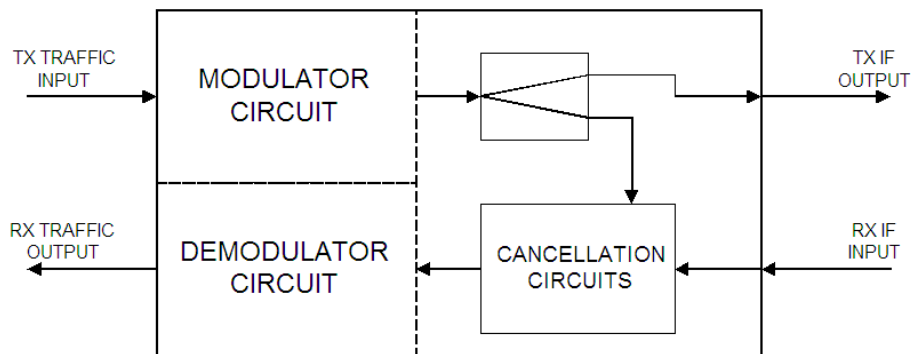 TX TRAFFIC
INPUT
MODULATOR
CIRCUIT
TX IF
OUTPUT
RX TRAFFIC
OUTPUT
DEMODULATOR
CIRCUIT
CANCELLATION
CIRCUITS
RX IF
INPUT